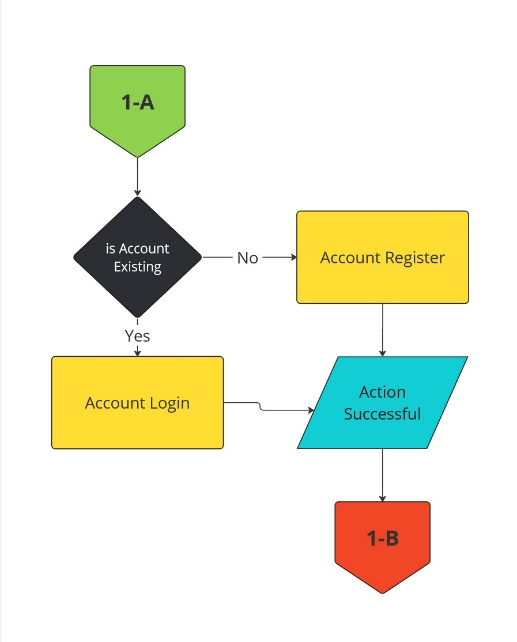 1-A
is Account
Existing
No
Account Register
Yes
Account Login
Action
Successful
1-B